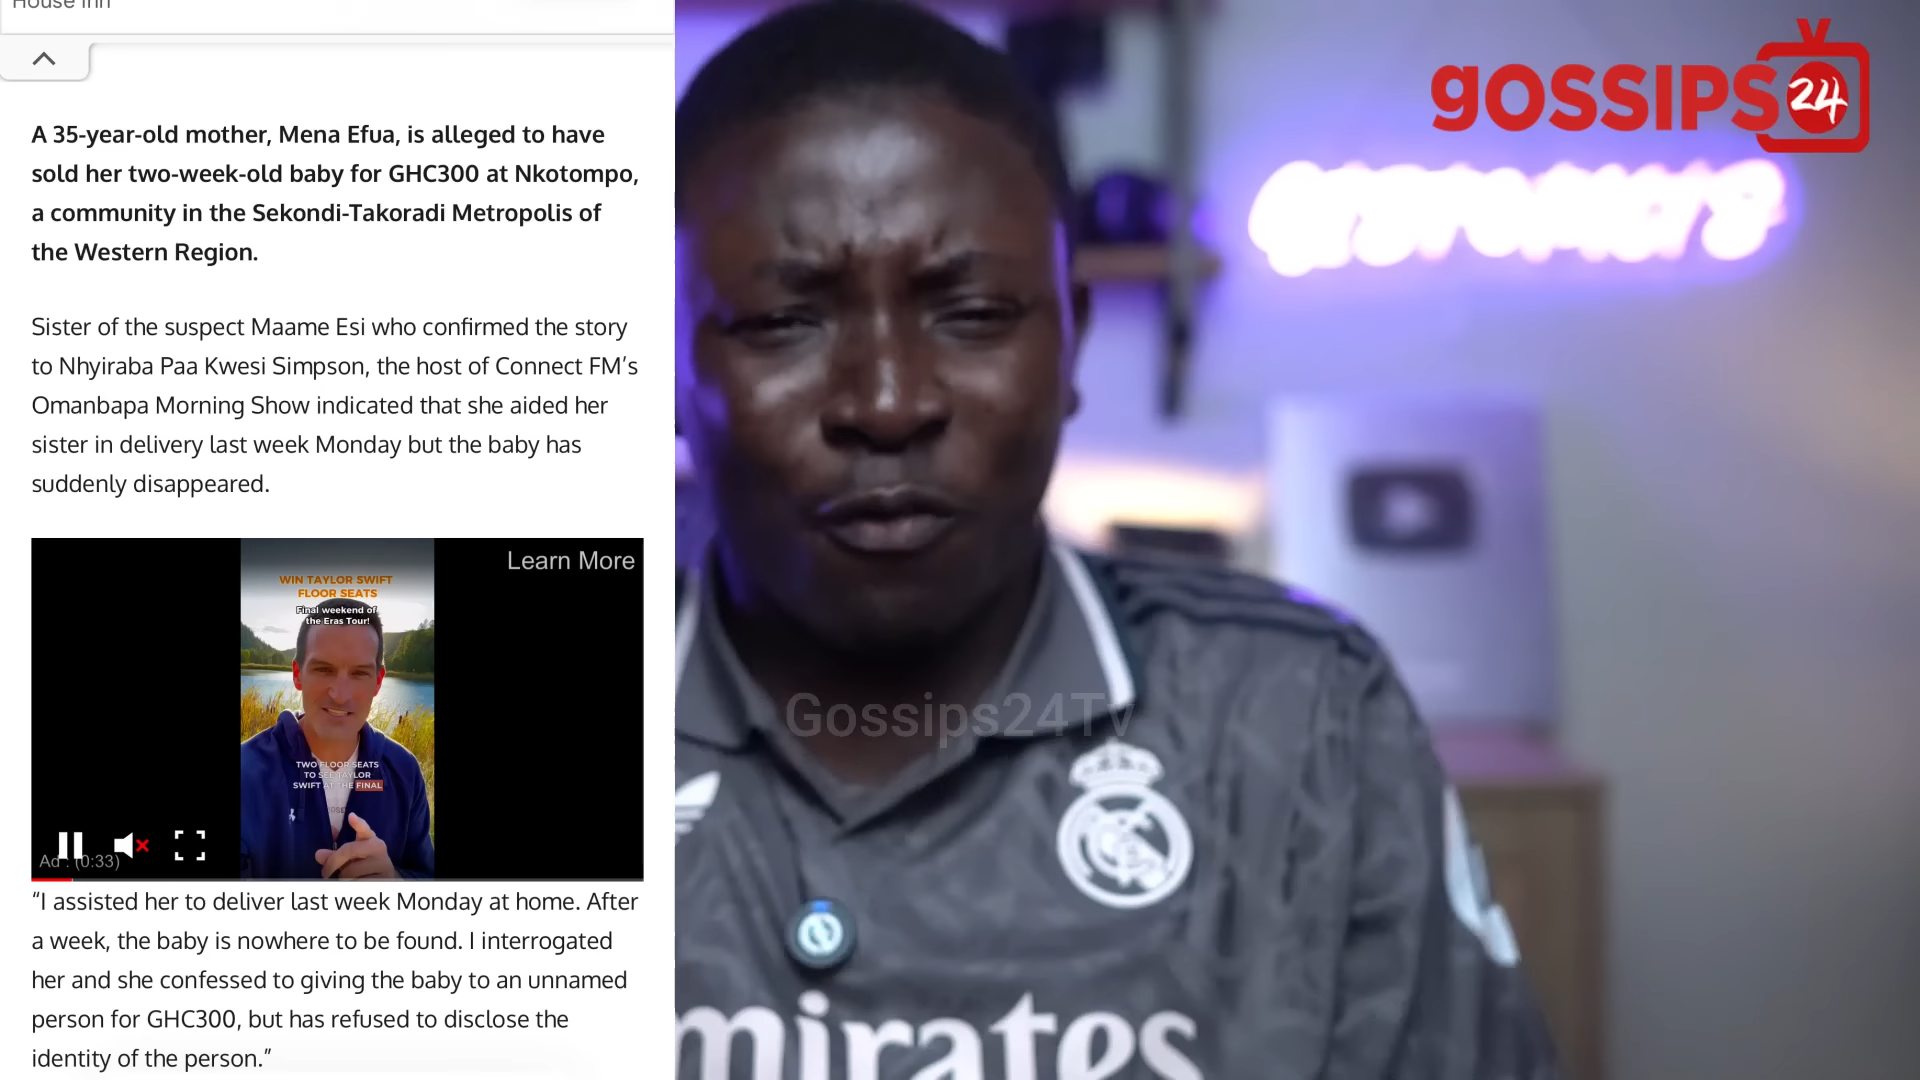 House Inn
A 35-year-old mother, Mena Efua, is alleged to have
sold her two-week-old baby for GHC300 at Nkotompo,
a community in the Sekondi-Takoradi Metropolis of
the Western Region.
Sister of the suspect Maame Esi who confirmed the story
to Nhyiraba Paa Kwesi Simpson, the host of Connect FM’s
Omanbapa Morning Show indicated that she aided her
sister in delivery last week Monday but the baby has
suddenly disappeared.
Learn More
WIN TAYLOR SWIFT
FLOOR SEATS
Final weekend of
the Eras Tour!
TWO FLOOR SEATS
TO SEE TAYLOR
SWIFT AT THE FINAL
Ad : (0:33)
“I assisted her to deliver last week Monday at home. After
a week, the baby is nowhere to be found. I interrogated
her and she confessed to giving the baby to an unnamed
person for GHC300, but has refused to disclose the
identity of the person.”
gOSSIPS24
Gossips24Tv
mirates